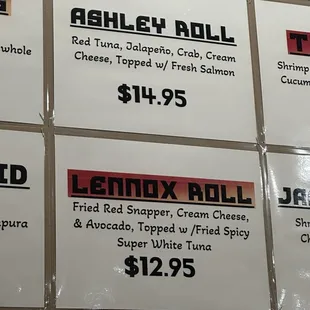 whole
ASHLEY ROLL
Red Tuna, Jalapeño, Crab, Cream
Cheese, Topped w/ Fresh Salmon
$14.95
T
Shrimp
Cucum
ID
pura
LENNOX ROLL
Fried Red Snapper, Cream Cheese,
& Avocado, Topped w /Fried Spicy
Super White Tuna
$12.95
JA
Shr
Ch